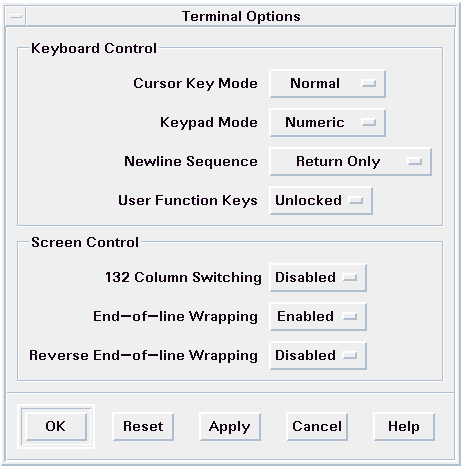 Terminal Options
Keyboard Control
Cursor Key Mode Normal
Keypad Mode Numeric
Newline Sequence Return Only
User Function Keys Unlocked
Screen Control
132 Column Switching Disabled
End-of-line Wrapping Enabled
Reverse End-of-line Wrapping Disabled
OK Reset Apply Cancel Help